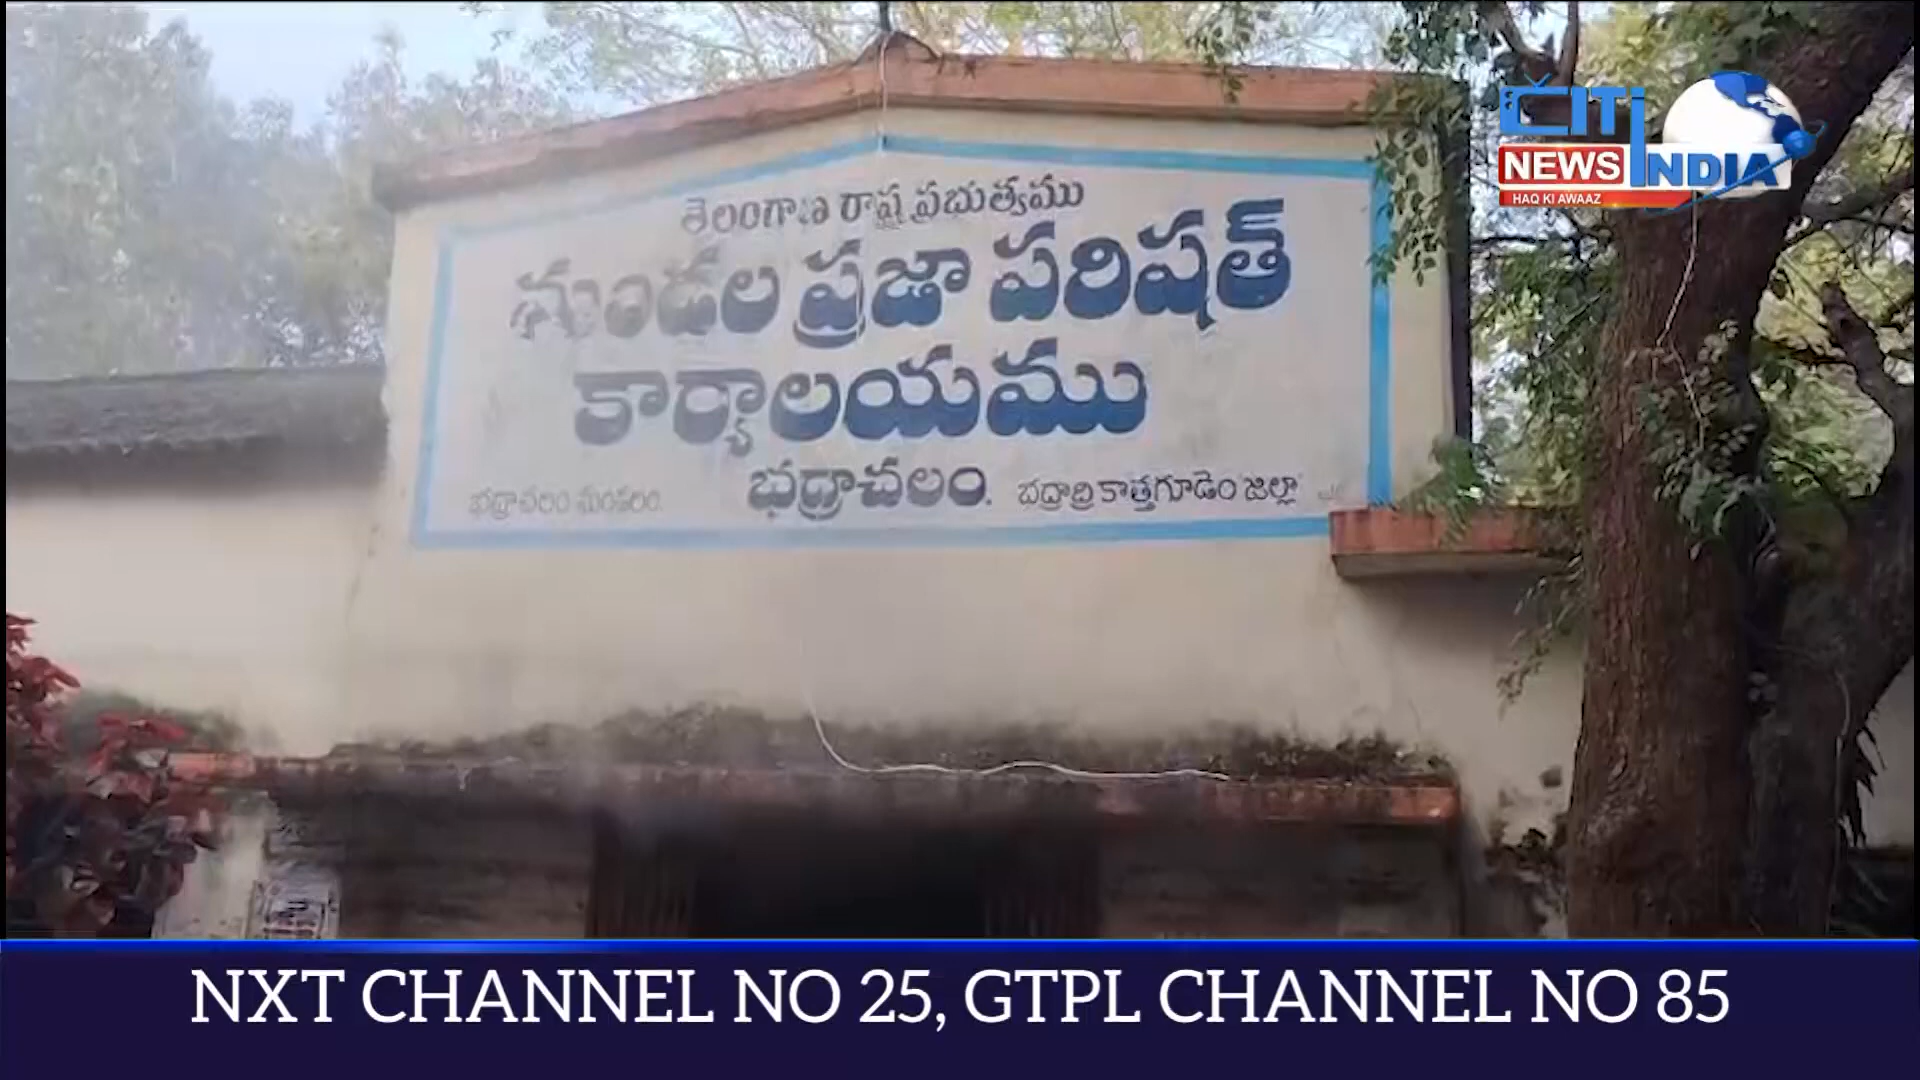 CITI
NEWS INDIA
HAQ KI AWAAZ
తెలంగాణ రాష్ట్ర ప్రభుత్వము
మండల ప్రజా పరిషత్
కార్యాలయము
భద్రాచలం మండలం. భద్రాచలం. భద్రాద్రి కొత్తగూడెం జిల్లా
NXT CHANNEL NO 25, GTPL CHANNEL NO 85